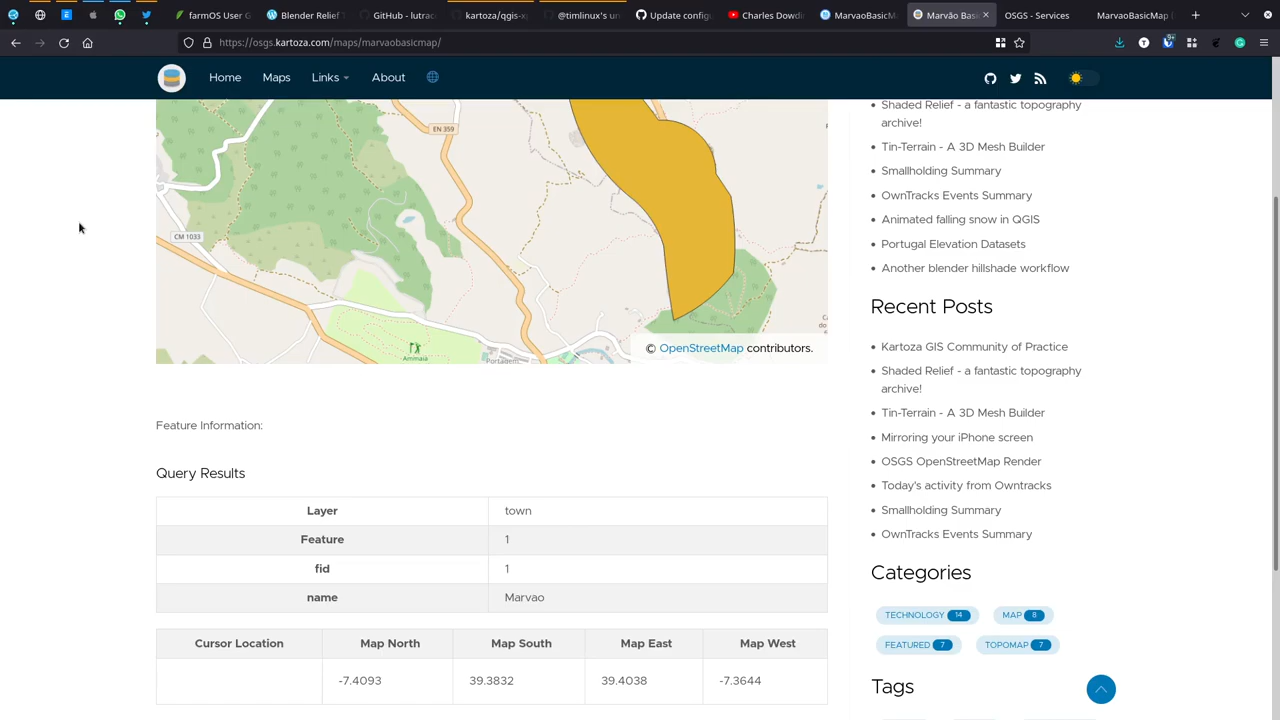 farmOS S
Blender Relief
GitHub - lutrac
kartoza/qgis-x
@timlinux's un
Update config
Charles Dowdi
MarvaoBasicM
Marvão Bas
OSGS - Services
MarvaoBasicMap
https://osgs.kartoza.com/maps/marvaobasicmap/
Home
Maps
Links
About
EN 359
CM 1033
Ammaia
Portagem
© OpenStreetMap contributors.
Feature Information:
Query Results
Layer town
Feature 1
fid 1
name Marvao
Cursor Location Map North Map South Map East Map West
-7.4093 39.3832 39.4038 -7.3644
Shaded Relief - a fantastic topography
archive!
Tin-Terrain - A 3D Mesh Builder
Smallholding Summary
OwnTracks Events Summary
Animated falling snow in QGIS
Portugal Elevation Datasets
Another blender hillshade workflow
Recent Posts
Kartoza GIS Community of Practice
Shaded Relief - a fantastic topography
archive!
Tin-Terrain - A 3D Mesh Builder
Mirroring your iPhone screen
OSGS OpenStreetMap Render
Today's activity from Owntracks
Smallholding Summary
OwnTracks Events Summary
Categories
TECHNOLOGY 14
MAP 8
FEATURED 7
TOPOMAP 7
Tags